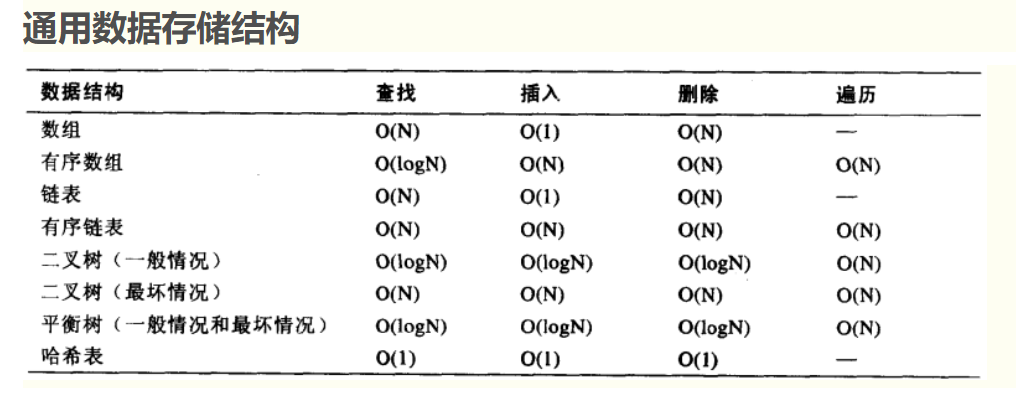 通用数据存储结构
数据结构 查找 插入 删除 遍历
数组 O(N) O(1) O(N) —
有序数组 O(logN) O(N) O(N) O(N)
链表 O(N) O(1) O(N) —
有序链表 O(N) O(N) O(N) O(N)
二叉树（一般情况） O(logN) O(logN) O(logN) O(N)
二叉树（最坏情况） O(N) O(N) O(N) O(N)
平衡树（一般情况和最坏情况） O(logN) O(logN) O(logN) O(N)
哈希表 O(1) O(1) O(1) —